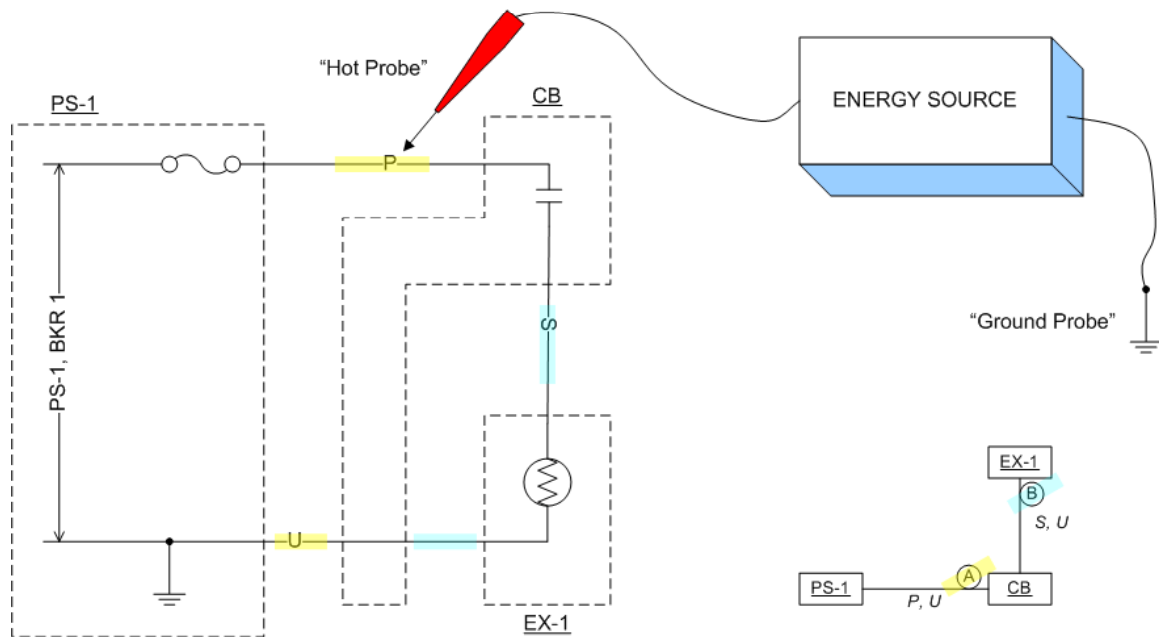 “Hot Probe”
PS-1
CB
ENERGY SOURCE
P
PS-1, BKR 1
S
“Ground Probe”
EX-1
B
S, U
U
A
PS-1
CB
P, U
EX-1